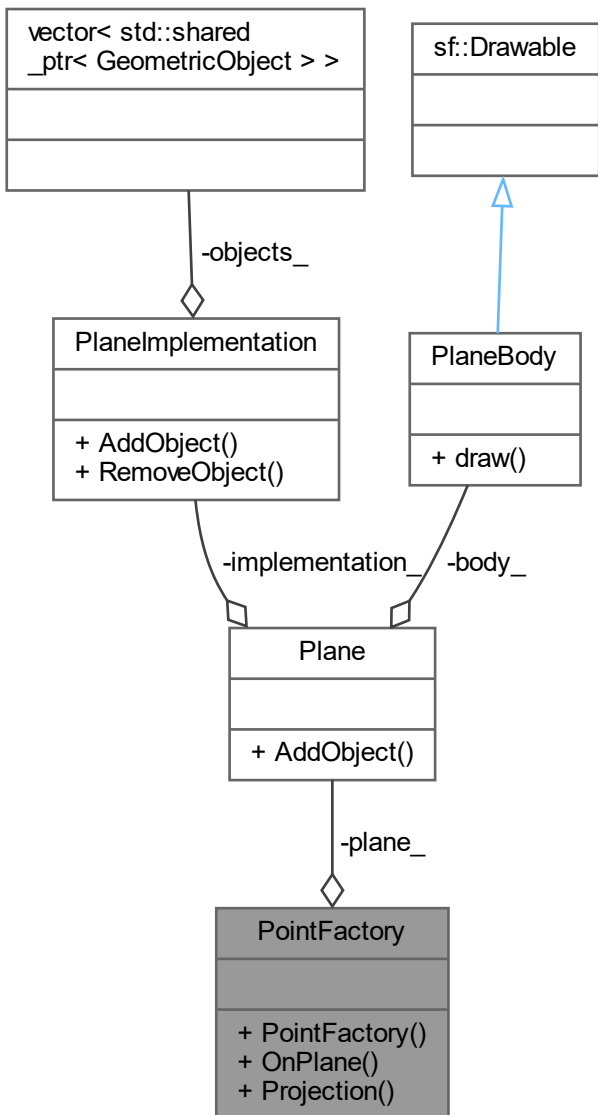 vector< std::shared
_ptr< GeometricObject > >
sf::Drawable
-objects_
PlaneImplementation
+ AddObject()
+ RemoveObject()
PlaneBody
+ draw()
-implementation_
-body_
Plane
+ AddObject()
-plane_
PointFactory
+ PointFactory()
+ OnPlane()
+ Projection()